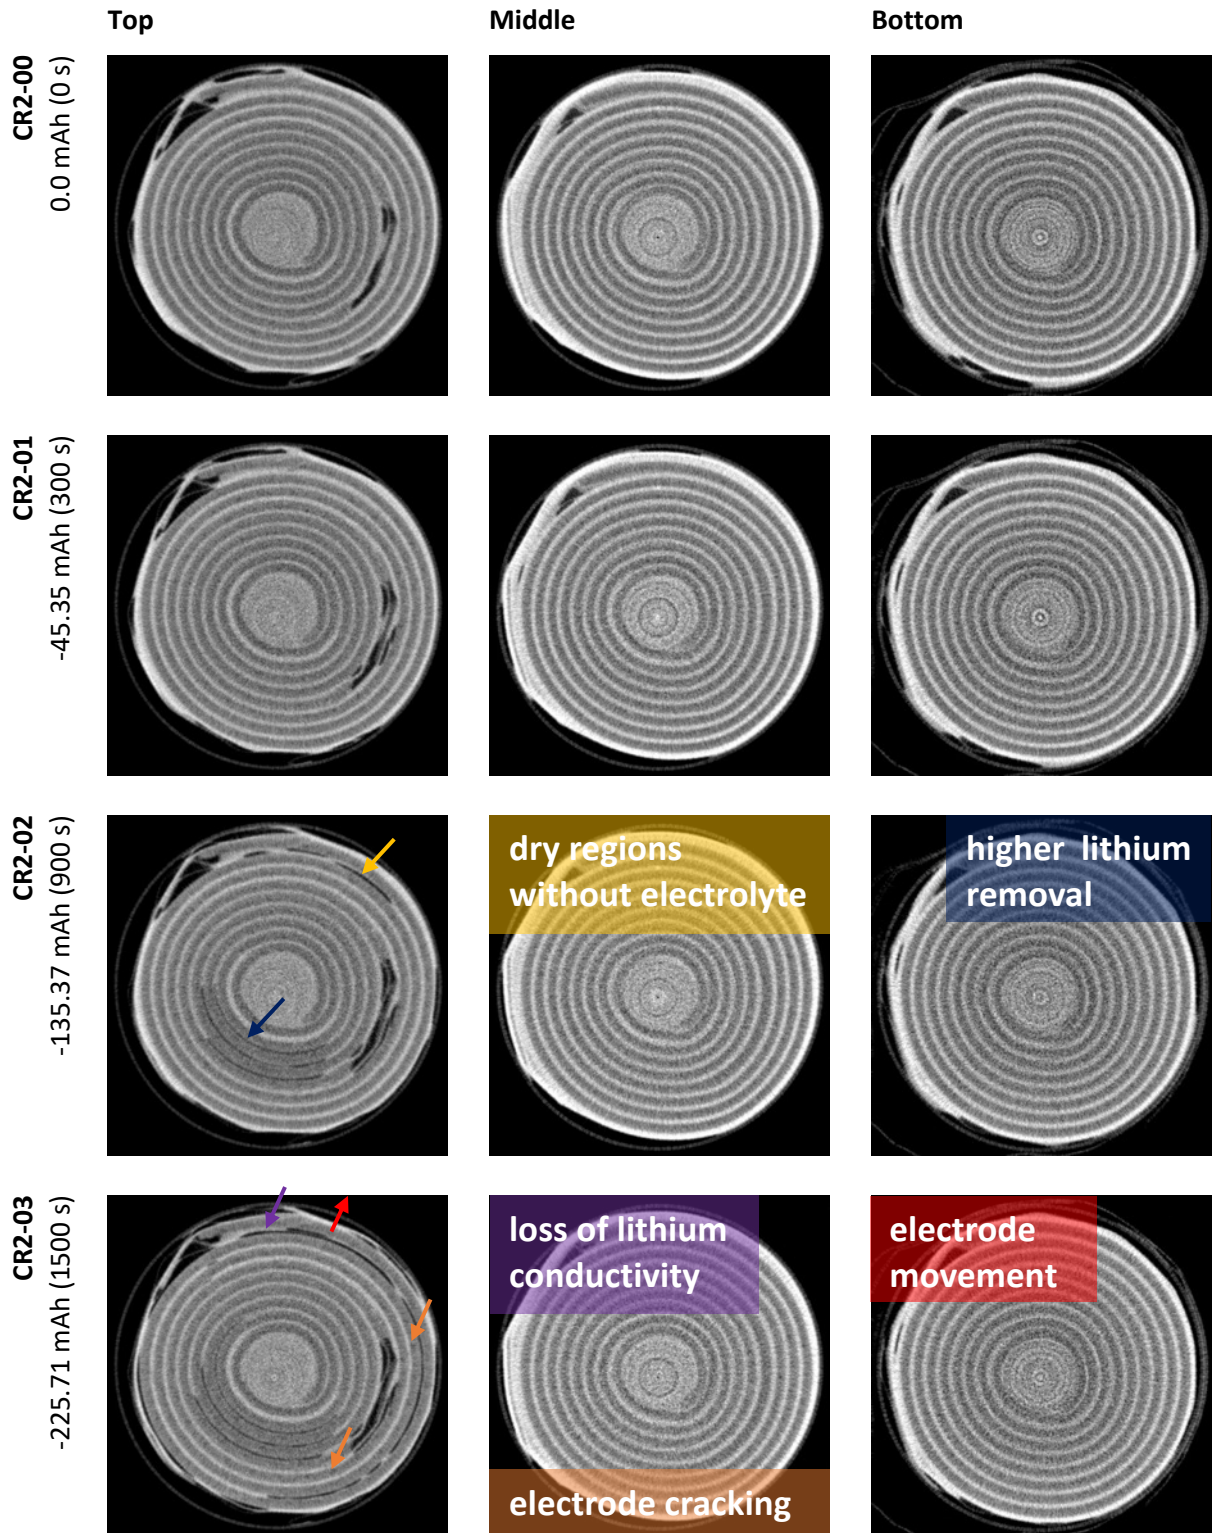 Top
Middle
Bottom
CR2-00
0.0 mAh (0 s)
CR2-01
-45.35 mAh (300 s)
CR2-02
-135.37 mAh (900 s)
dry regions
without electrolyte
higher lithium
removal
CR2-03
-225.71 mAh (1500 s)
loss of lithium
conductivity
electrode
movement
electrode cracking